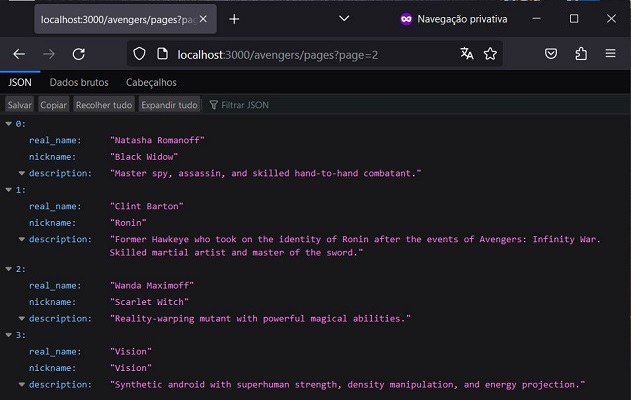 localhost:3000/avengers/pages?pag
Navegação privativa
localhost:3000/avengers/pages?page=2
JSON Dados brutos Cabeçalhos
Salvar Copiar Recolher tudo Expandir tudo Filtrar JSON
0:
real_name: "Natasha Romanoff"
nickname: "Black Widow"
description: "Master spy, assassin, and skilled hand-to-hand combatant."
1:
real_name: "Clint Barton"
nickname: "Ronin"
description: "Former Hawkeye who took on the identity of Ronin after the events of Avengers: Infinity War.
Skilled martial artist and master of the sword."
2:
real_name: "Wanda Maximoff"
nickname: "Scarlet Witch"
description: "Reality-warping mutant with powerful magical abilities."
3:
real_name: "Vision"
nickname: "Vision"
description: "Synthetic android with superhuman strength, density manipulation, and energy projection."